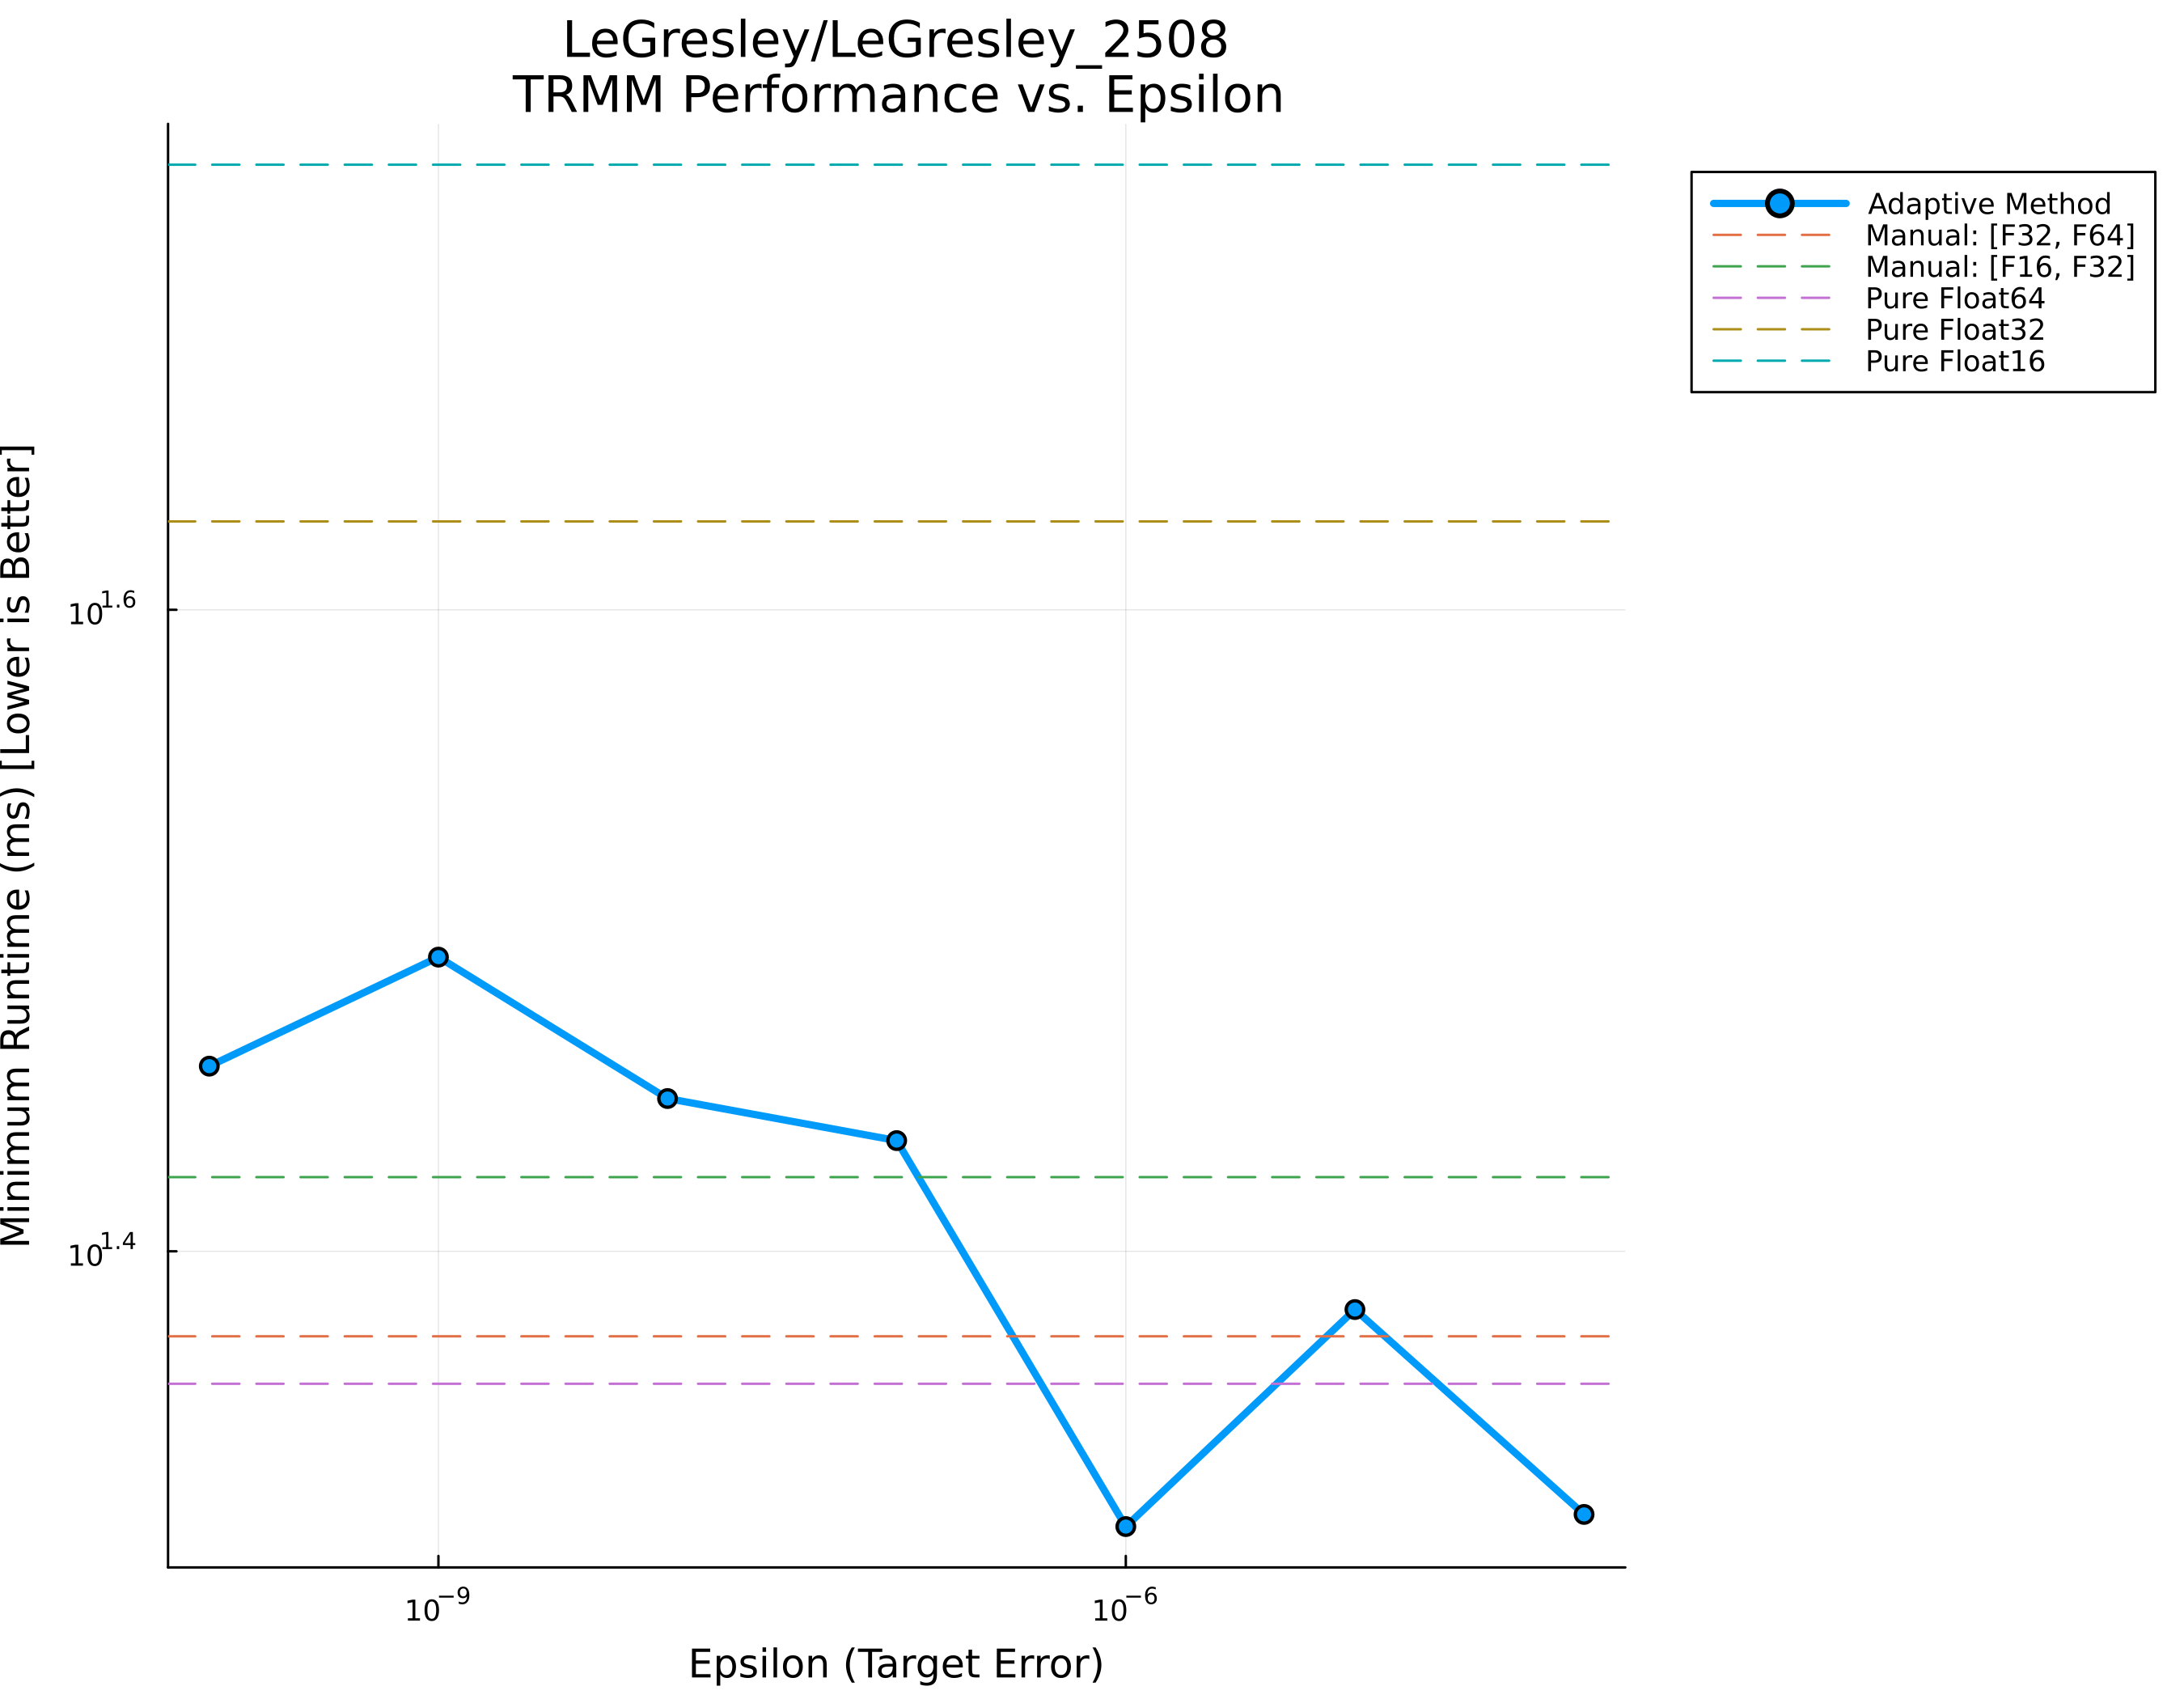 LeGresley/LeGresley_2508
TRMM Performance vs. Epsilon
Adaptive Method
Manual: [F32, F64]
Manual: [F16, F32]
Pure Float64
Pure Float32
Pure Float16
Minimum Runtime (ms) [Lower is Better]
10^1.6
10^1.4
10^−9
10^−6
Epsilon (Target Error)